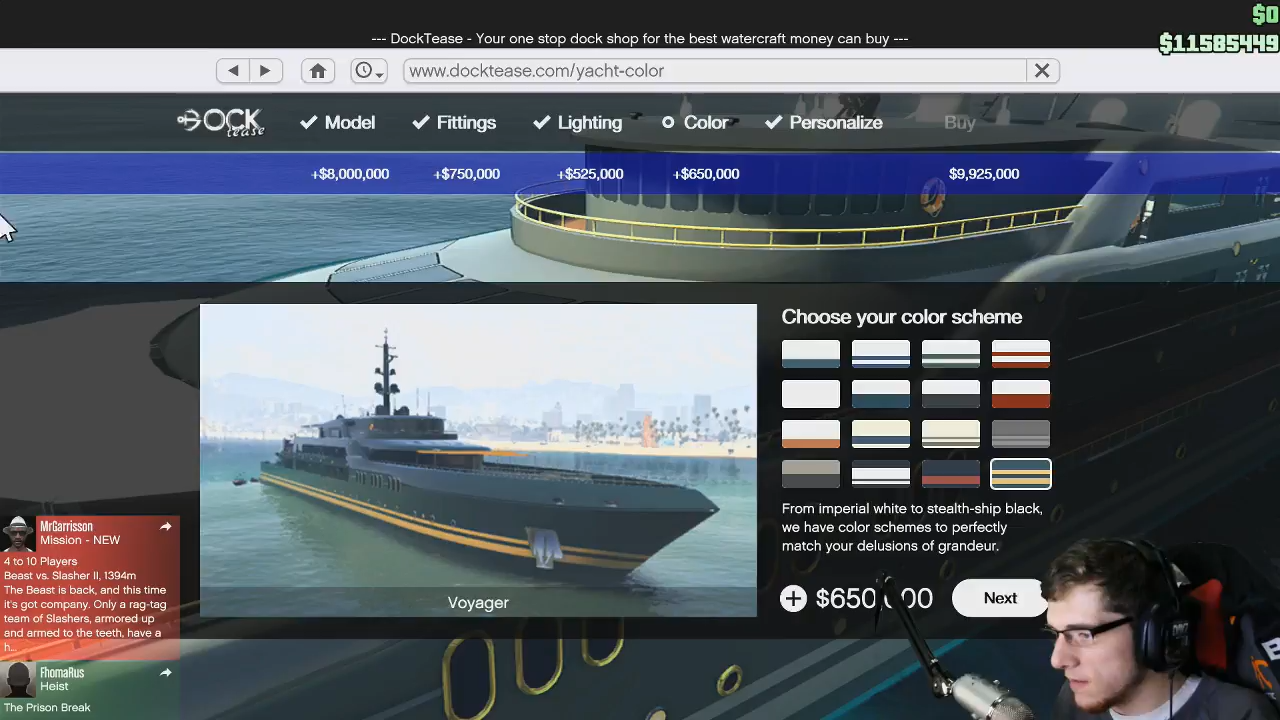 $0
--- DockTease - Your one stop dock shop for the best watercraft money can buy ---
$11585449
www.docktease.com/yacht-color
DOCK tease
Model
Fittings
Lighting
Color
Personalize
Buy
+$8,000,000
+$750,000
+$525,000
+$650,000
$9,925,000
Choose your color scheme
From imperial white to stealth-ship black,
we have color schemes to perfectly
match your delusions of grandeur.
Voyager
$650,000
Next
MrGarrisson
Mission - NEW
4 to 10 Players
Beast vs. Slasher II, 1394m
The Beast is back, and this time
it's got company. Only a rag-tag
team of Slashers, armored up
and armed to the teeth, have a
h...
FhomaRus
Heist
The Prison Break